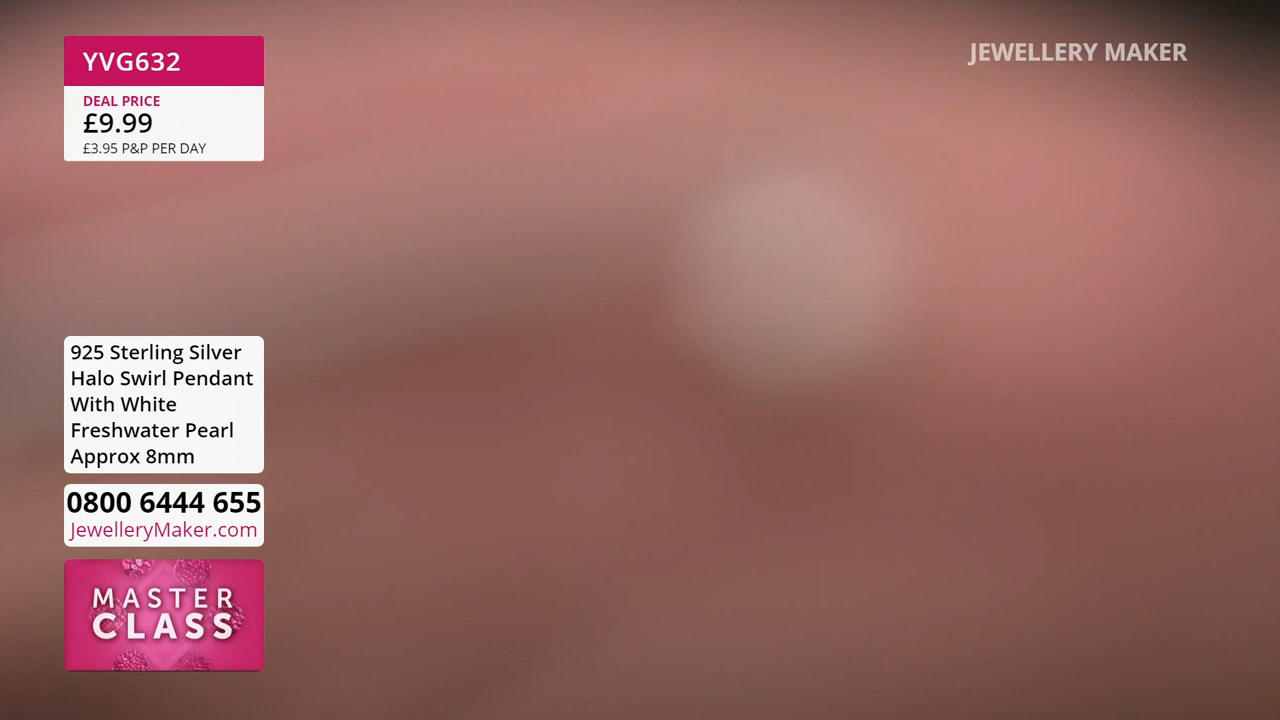 YVG632
DEAL PRICE
£9.99
£3.95 P&P PER DAY
JEWELLERY MAKER
925 Sterling Silver
Halo Swirl Pendant
With White
Freshwater Pearl
Approx 8mm
0800 6444 655
JewelleryMaker.com
MASTER
CLASS